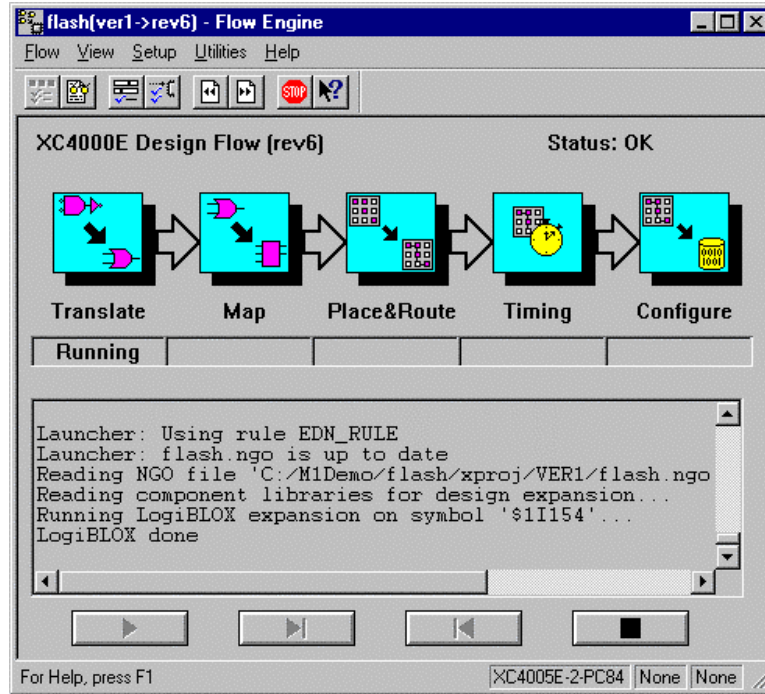 flash(ver1->rev6) - Flow Engine
Flow View Setup Utilities Help
STOP
XC4000E Design Flow (rev6) Status: OK
0010
1001
Translate Map Place&Route Timing Configure
Running
Launcher: Using rule EDN_RULE
Launcher: flash.ngo is up to date
Reading NGO file 'C:/M1Demo/flash/xproj/VER1/flash.ngo
Reading component libraries for design expansion...
Running LogiBLOX expansion on symbol '$1I154'...
LogiBLOX done
For Help, press F1 XC4005E-2-PC84 None None